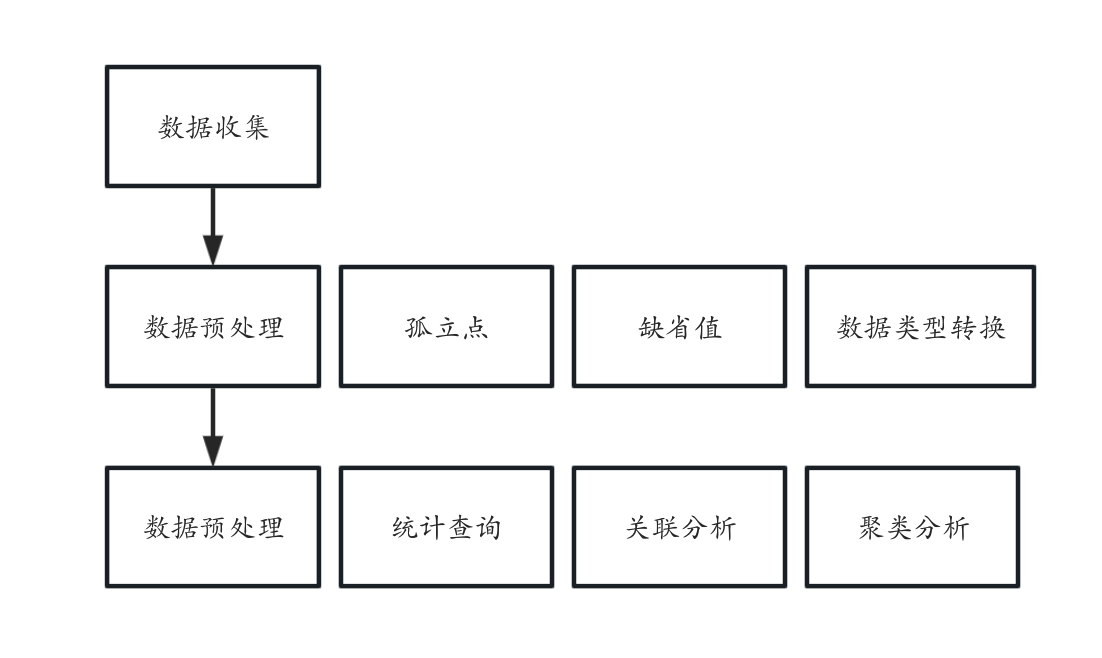 数据收集
数据预处理
孤立点
缺省值
数据类型转换
数据预处理
统计查询
关联分析
聚类分析